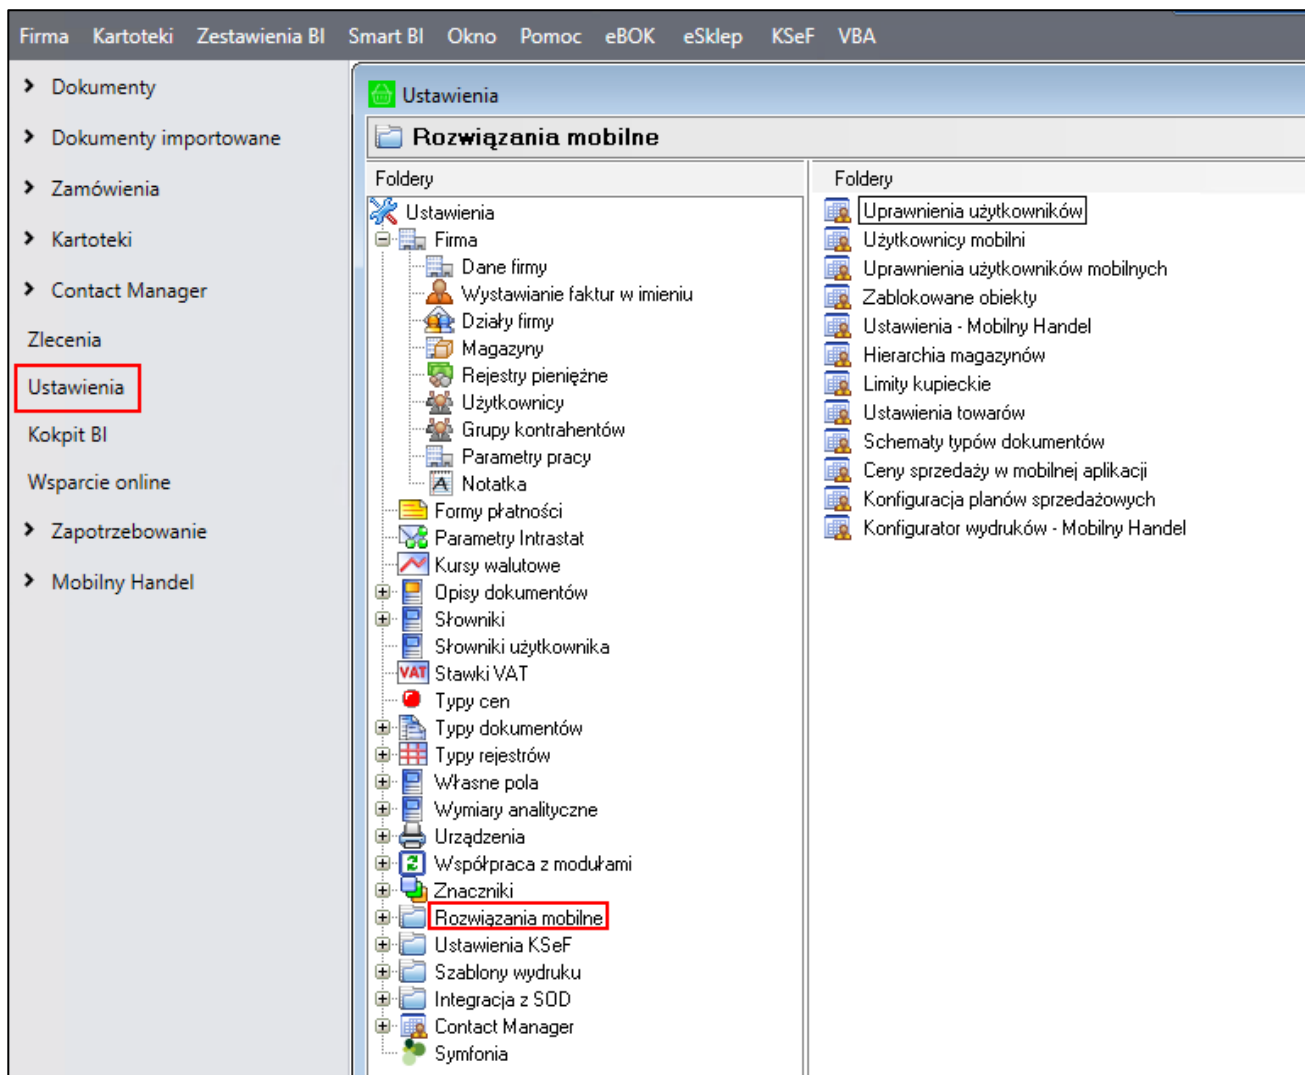 Firma Kartoteki Zestawienia BI Smart BI Okno Pomoc eBOK eSklep KSeF VBA
Dokumenty
Dokumenty importowane
Zamówienia
Kartoteki
Contact Manager
Zlecenia
Ustawienia
Kokpit BI
Wsparcie online
Zapotrzebowanie
Mobilny Handel
Ustawienia
Rozwiązania mobilne
Foldery
Ustawienia
Firma
Dane firmy
Wystawianie faktur w imieniu
Działy firmy
Magazyny
Rejestry pieniężne
Użytkownicy
Grupy kontrahentów
Parametry pracy
Notatka
Formy płatności
Parametry Intrastat
Kursy walutowe
Opisy dokumentów
Słowniki
Słowniki użytkownika
VAT Stawki VAT
Typy cen
Typy dokumentów
Typy rejestrów
Własne pola
Wymiary analityczne
Urządzenia
Współpraca z modułami
Znaczniki
Rozwiązania mobilne
Ustawienia KSeF
Szablony wydruku
Integracja z SOD
Contact Manager
Symfonia
Foldery
Uprawnienia użytkowników
Użytkownicy mobilni
Uprawnienia użytkowników mobilnych
Zablokowane obiekty
Ustawienia - Mobilny Handel
Hierarchia magazynów
Limity kupieckie
Ustawienia towarów
Schematy typów dokumentów
Ceny sprzedaży w mobilnej aplikacji
Konfiguracja planów sprzedażowych
Konfigurator wydruków - Mobilny Handel